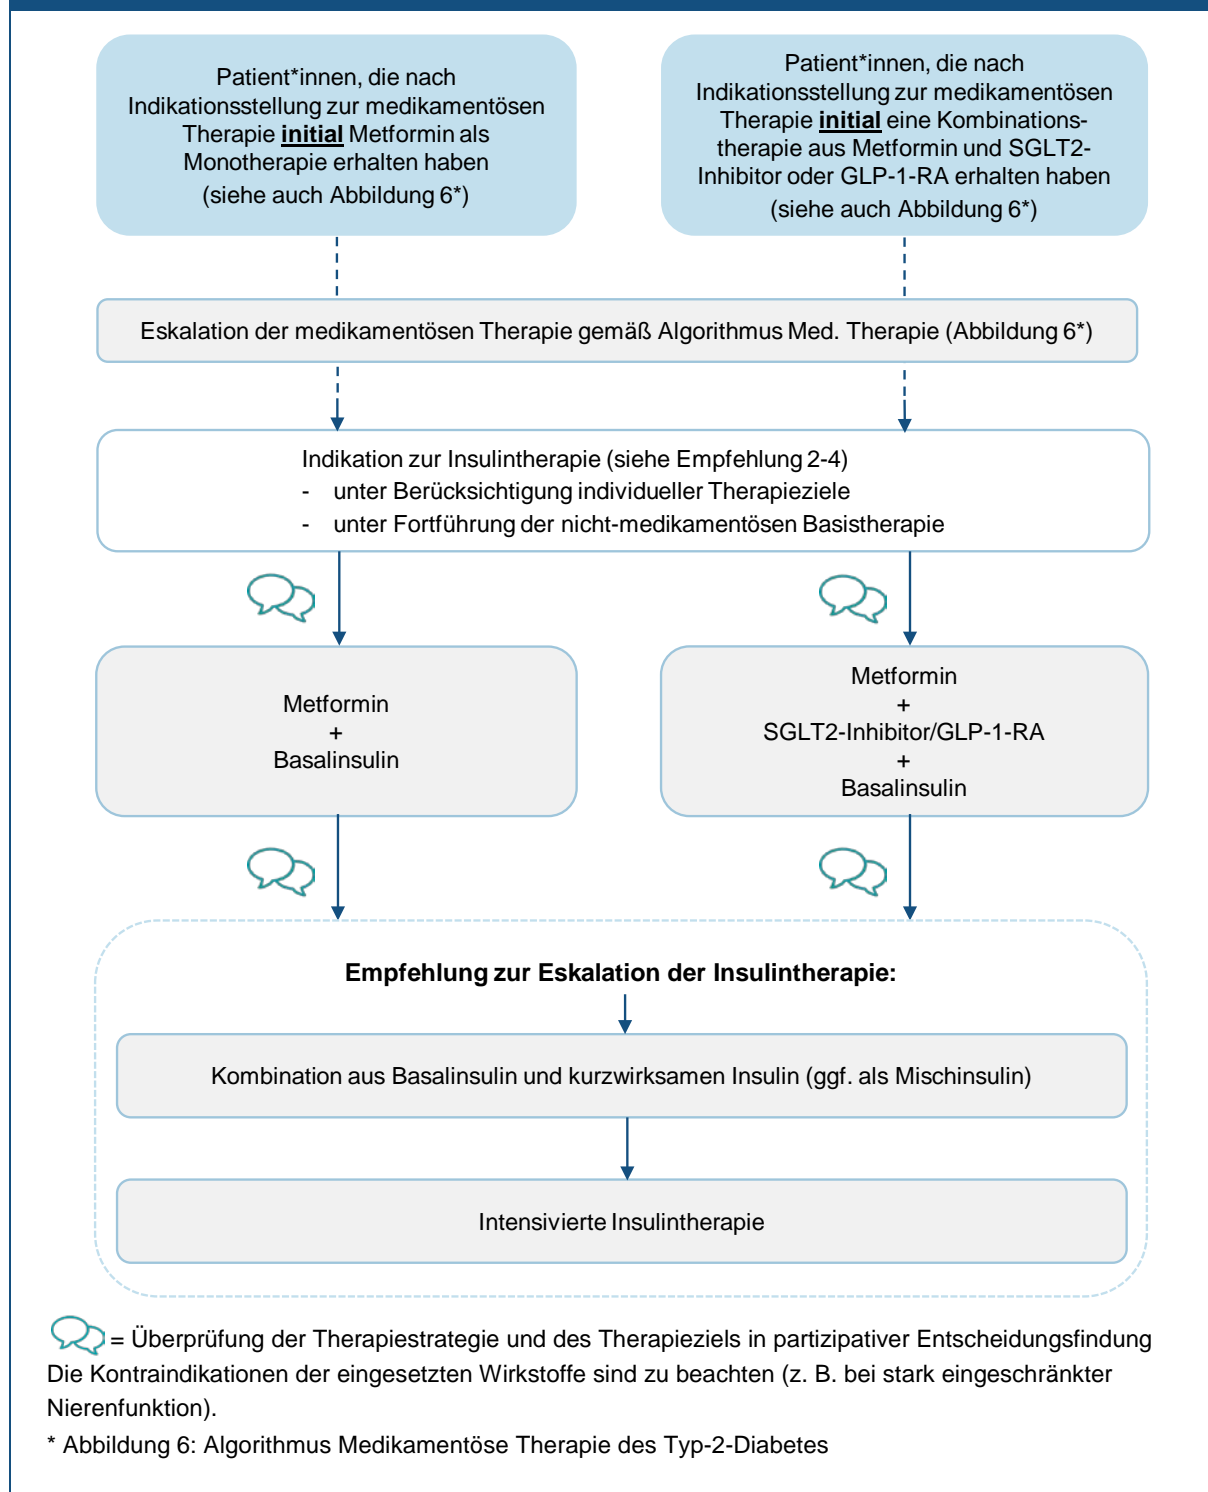 Patient*innen, die nach
Indikationsstellung zur medikamentösen
Therapie initial Metformin als
Monotherapie erhalten haben
(siehe auch Abbildung 6*)
Patient*innen, die nach
Indikationsstellung zur medikamentösen
Therapie initial eine Kombinations-
therapie aus Metformin und SGLT2-
Inhibitor oder GLP-1-RA erhalten haben
(siehe auch Abbildung 6*)
Eskalation der medikamentösen Therapie gemäß Algorithmus Med. Therapie (Abbildung 6*)
Indikation zur Insulintherapie (siehe Empfehlung 2-4)
- unter Berücksichtigung individueller Therapieziele
- unter Fortführung der nicht-medikamentösen Basistherapie
Metformin
+
Basalinsulin
Metformin
+
SGLT2-Inhibitor/GLP-1-RA
+
Basalinsulin
Empfehlung zur Eskalation der Insulintherapie:
Kombination aus Basalinsulin und kurzwirksamen Insulin (ggf. als Mischinsulin)
Intensivierte Insulintherapie
= Überprüfung der Therapiestrategie und des Therapieziels in partizipativer Entscheidungsfindung
Die Kontraindikationen der eingesetzten Wirkstoffe sind zu beachten (z. B. bei stark eingeschränkter
Nierenfunktion).
* Abbildung 6: Algorithmus Medikamentöse Therapie des Typ-2-Diabetes